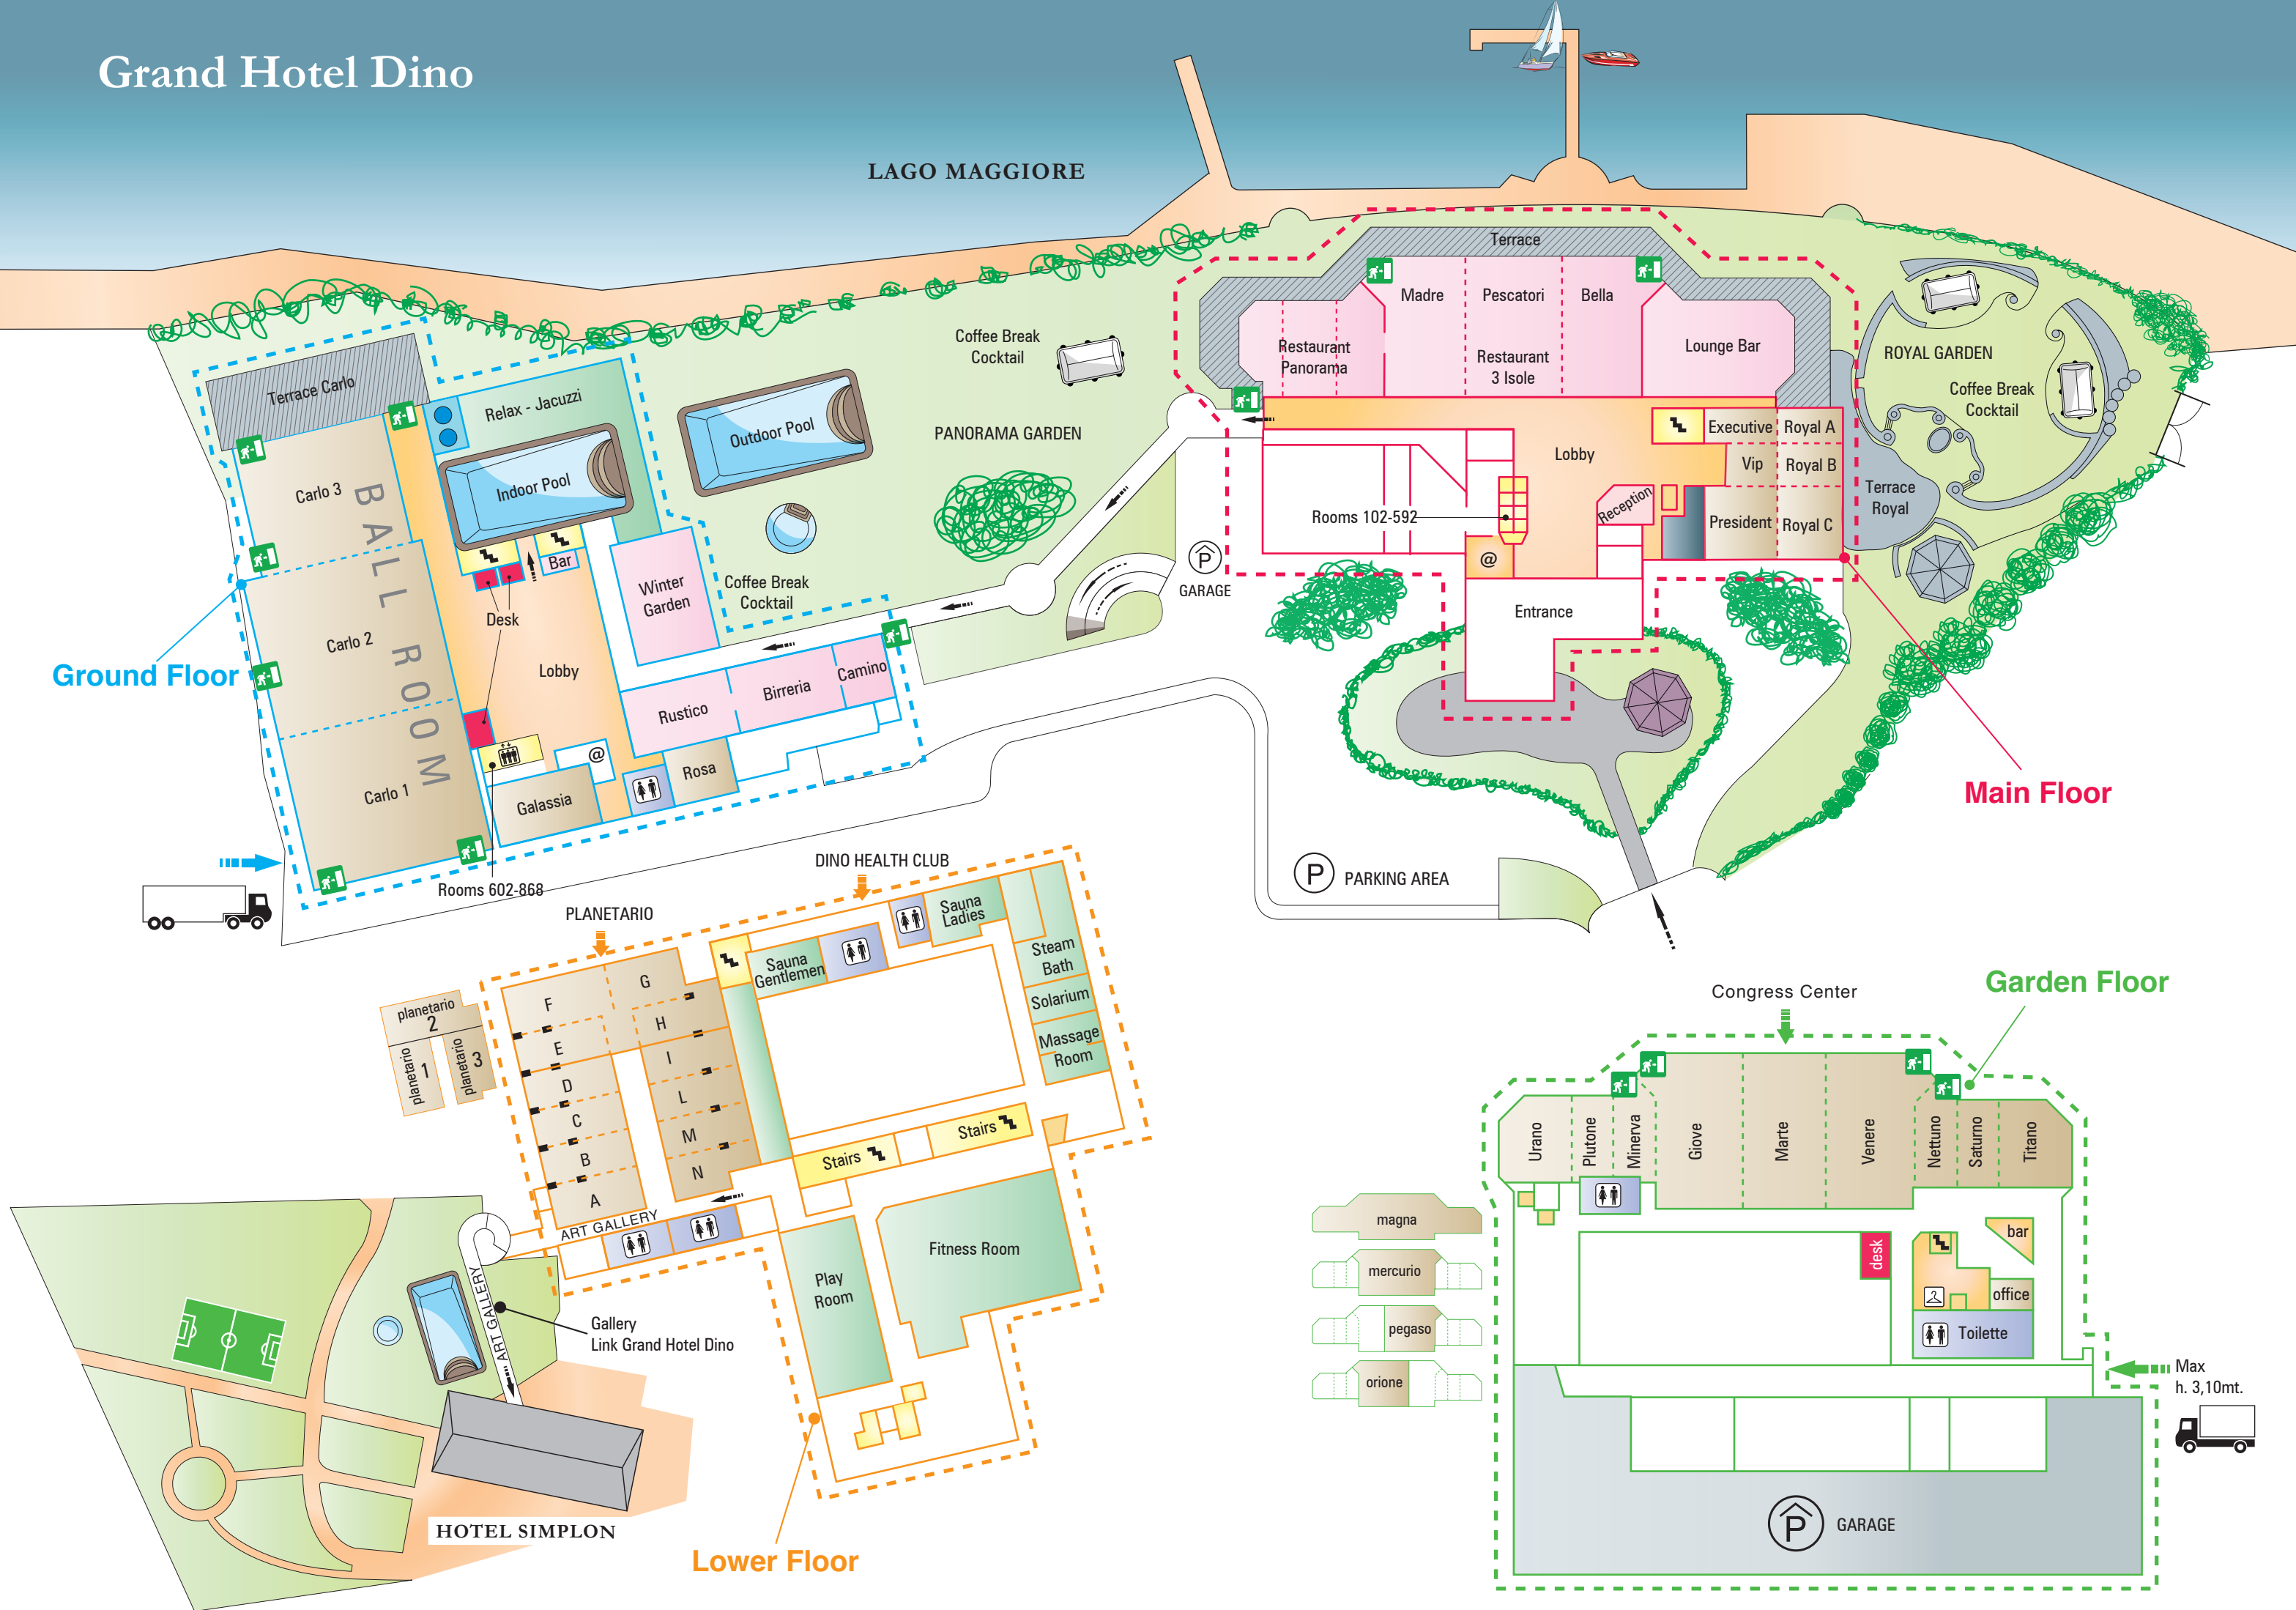 Grand Hotel Dino
LAGO MAGGIORE
Terrace
Madre
Pescatori
Bella
Restaurant
Panorama
Restaurant
3 Isole
Lounge Bar
ROYAL GARDEN
Coffee Break
Cocktail
Coffee Break
Cocktail
PANORAMA GARDEN
Outdoor Pool
Terrace Carlo
Relax - Jacuzzi
Indoor Pool
Carlo 3
BALL ROOM
Carlo 2
Carlo 1
Bar
Desk
Lobby
Winter
Garden
Coffee Break
Cocktail
Rustico
Birreria
Camino
@
Galassia
Rosa
Rooms 602-868
Ground Floor
Lobby
Executive
Royal A
Vip
Royal B
President
Royal C
Reception
Rooms 102-592
@
Entrance
Terrace
Royal
P
GARAGE
Main Floor
P
PARKING AREA
DINO HEALTH CLUB
PLANETARIO
planetario
2
planetario
1
planetario
3
F
G
E
H
D
I
C
L
B
M
A
N
Sauna
Gentlemen
Sauna
Ladies
Steam
Bath
Solarium
Massage
Room
Stairs
Stairs
ART GALLERY
Play
Room
Fitness Room
ART GALLERY
Gallery
Link Grand Hotel Dino
HOTEL SIMPLON
Lower Floor
Congress Center
Garden Floor
Urano
Plutone
Minerva
Giove
Marte
Venere
Nettuno
Saturno
Titano
magna
mercurio
pegaso
orione
desk
bar
office
Toilette
Max
h. 3,10mt.
P
GARAGE